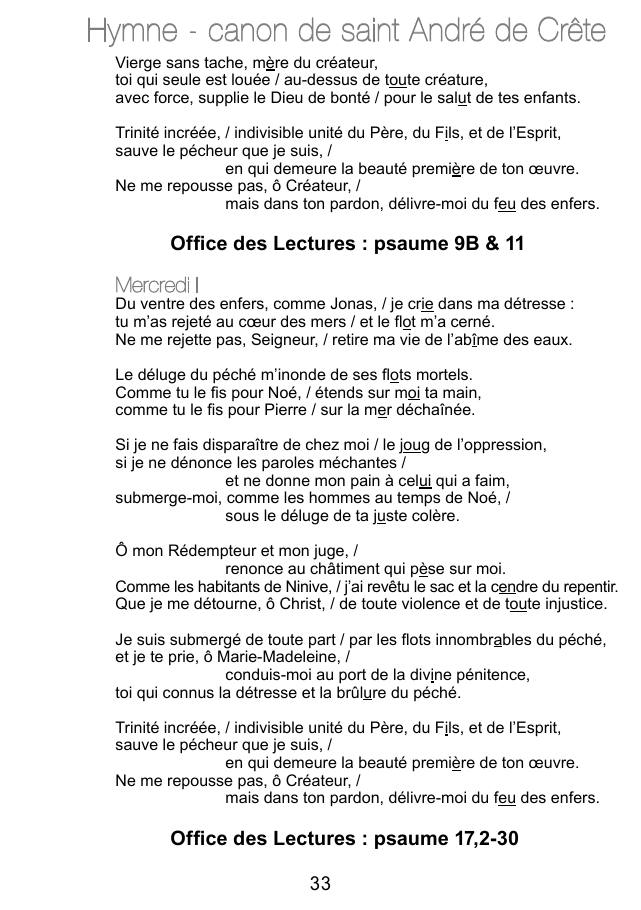 Hymne - canon de saint André de Crête
Vierge sans tache, mère du créateur,
toi qui seule est louée / au-dessus de toute créature,
avec force, supplie le Dieu de bonté / pour le salut de tes enfants.
Trinité incréée, / indivisible unité du Père, du Fils, et de l’Esprit,
sauve le pécheur que je suis, /
en qui demeure la beauté première de ton œuvre.
Ne me repousse pas, ô Créateur, /
mais dans ton pardon, délivre-moi du feu des enfers.
Office des Lectures : psaume 9B & 11
Mercredi I
Du ventre des enfers, comme Jonas, / je crie dans ma détresse :
tu m’as rejeté au cœur des mers / et le flot m’a cerné.
Ne me rejette pas, Seigneur, / retire ma vie de l’abîme des eaux.
Le déluge du péché m’inonde de ses flots mortels.
Comme tu le fis pour Noé, / étends sur moi ta main,
comme tu le fis pour Pierre / sur la mer déchaînée.
Si je ne fais disparaître de chez moi / le joug de l’oppression,
si je ne dénonce les paroles méchantes /
et ne donne mon pain à celui qui a faim,
submerge-moi, comme les hommes au temps de Noé, /
sous le déluge de ta juste colère.
Ô mon Rédempteur et mon juge, /
renonce au châtiment qui pèse sur moi.
Comme les habitants de Ninive, / j’ai revêtu le sac et la cendre du repentir.
Que je me détourne, ô Christ, / de toute violence et de toute injustice.
Je suis submergé de toute part / par les flots innombrables du péché,
et je te prie, ô Marie-Madeleine, /
conduis-moi au port de la divine pénitence,
toi qui connus la détresse et la brûlure du péché.
Trinité incréée, / indivisible unité du Père, du Fils, et de l’Esprit,
sauve le pécheur que je suis, /
en qui demeure la beauté première de ton œuvre.
Ne me repousse pas, ô Créateur, /
mais dans ton pardon, délivre-moi du feu des enfers.
Office des Lectures : psaume 17,2-30
33